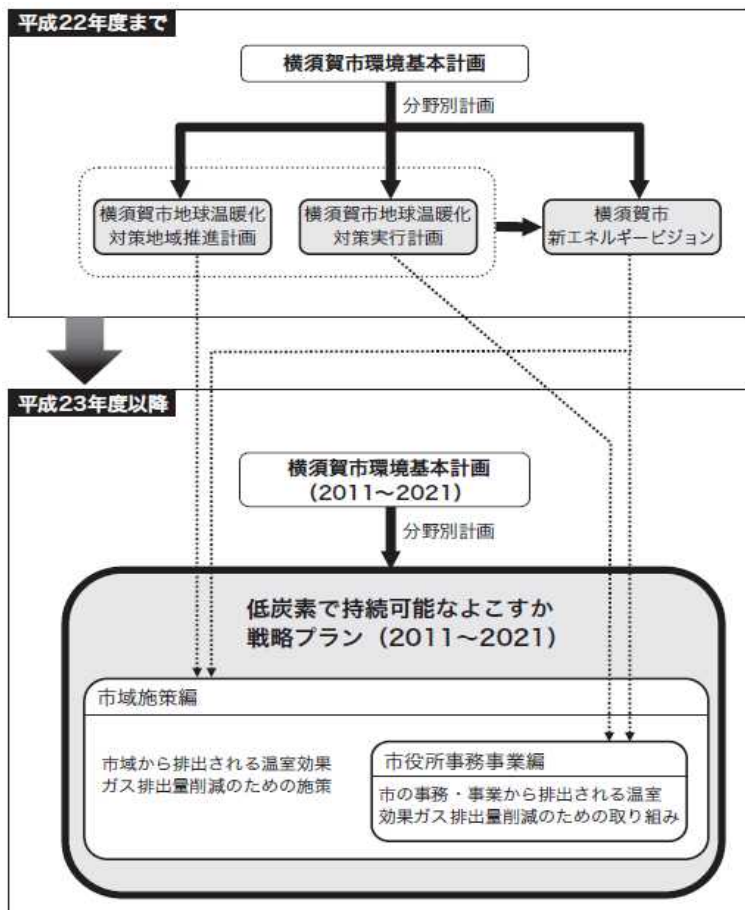 平成22年度まで
横須賀市環境基本計画
分野別計画
横須賀市地球温暖化
対策地域推進計画
横須賀市地球温暖化
対策実行計画
横須賀市
新エネルギービジョン
平成23年度以降
横須賀市環境基本計画
(2011〜2021)
分野別計画
低炭素で持続可能なよこすか
戦略プラン(2011〜2021)
市域施策編
市域から排出される温室効果
ガス排出量削減のための施策
市役所事務事業編
市の事務・事業から排出される温室
効果ガス排出量削減のための取り組み